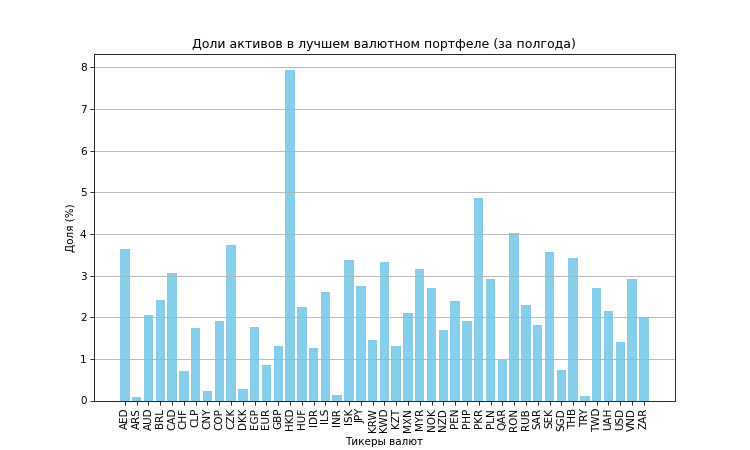 Доли активов в лучшем валютном портфеле (за полгода)
8
7
6
5
4
3
2
1
0
Доля (%)
AED ARS AUD BRL CAD CHF CLP CNY COP CZK DKK EGP EUR GBP HKD HUF IDR ILS INR ISK JPY KRW KWD KZT MXN MYR NOK NZD PEN PHP PKR PLN QAR RON RUB SAR SEK SGD THB TRY TWD UAH USD VND ZAR
Тикеры валют